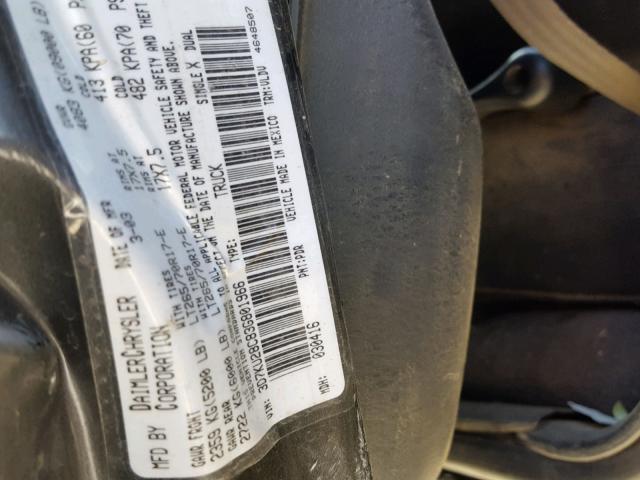 MFD BY DAIMLERCHRYSLER CORPORATION
DATE OF MFR 3-03
GVWR 4083 KG(09000 LB)
GAWR FRONT 2359 KG(5200 LB)
WITH TIRES LT265/70R17-E
RIMS AT 17X7.5
COLD 413 KPA(60
GAWR REAR 2722 KG(6000 LB)
WITH TIRES LT265/70R17-E
RIMS AT 17X7.5
COLD 482 KPA(70 PS
THIS VEHICLE CONFORMS TO ALL APPLICABLE FEDERAL MOTOR VEHICLE SAFETY AND THEFT
PREVENTION STANDARDS IN EFFECT ON THE DATE OF MANUFACTURE SHOWN ABOVE.
VIN: 3D7KU28C83G801966 TYPE: TRUCK SINGLE X DUAL
MDH: 030416 PNT:PDR VEHICLE MADE IN MEXICO TRM:VLDV
4648507